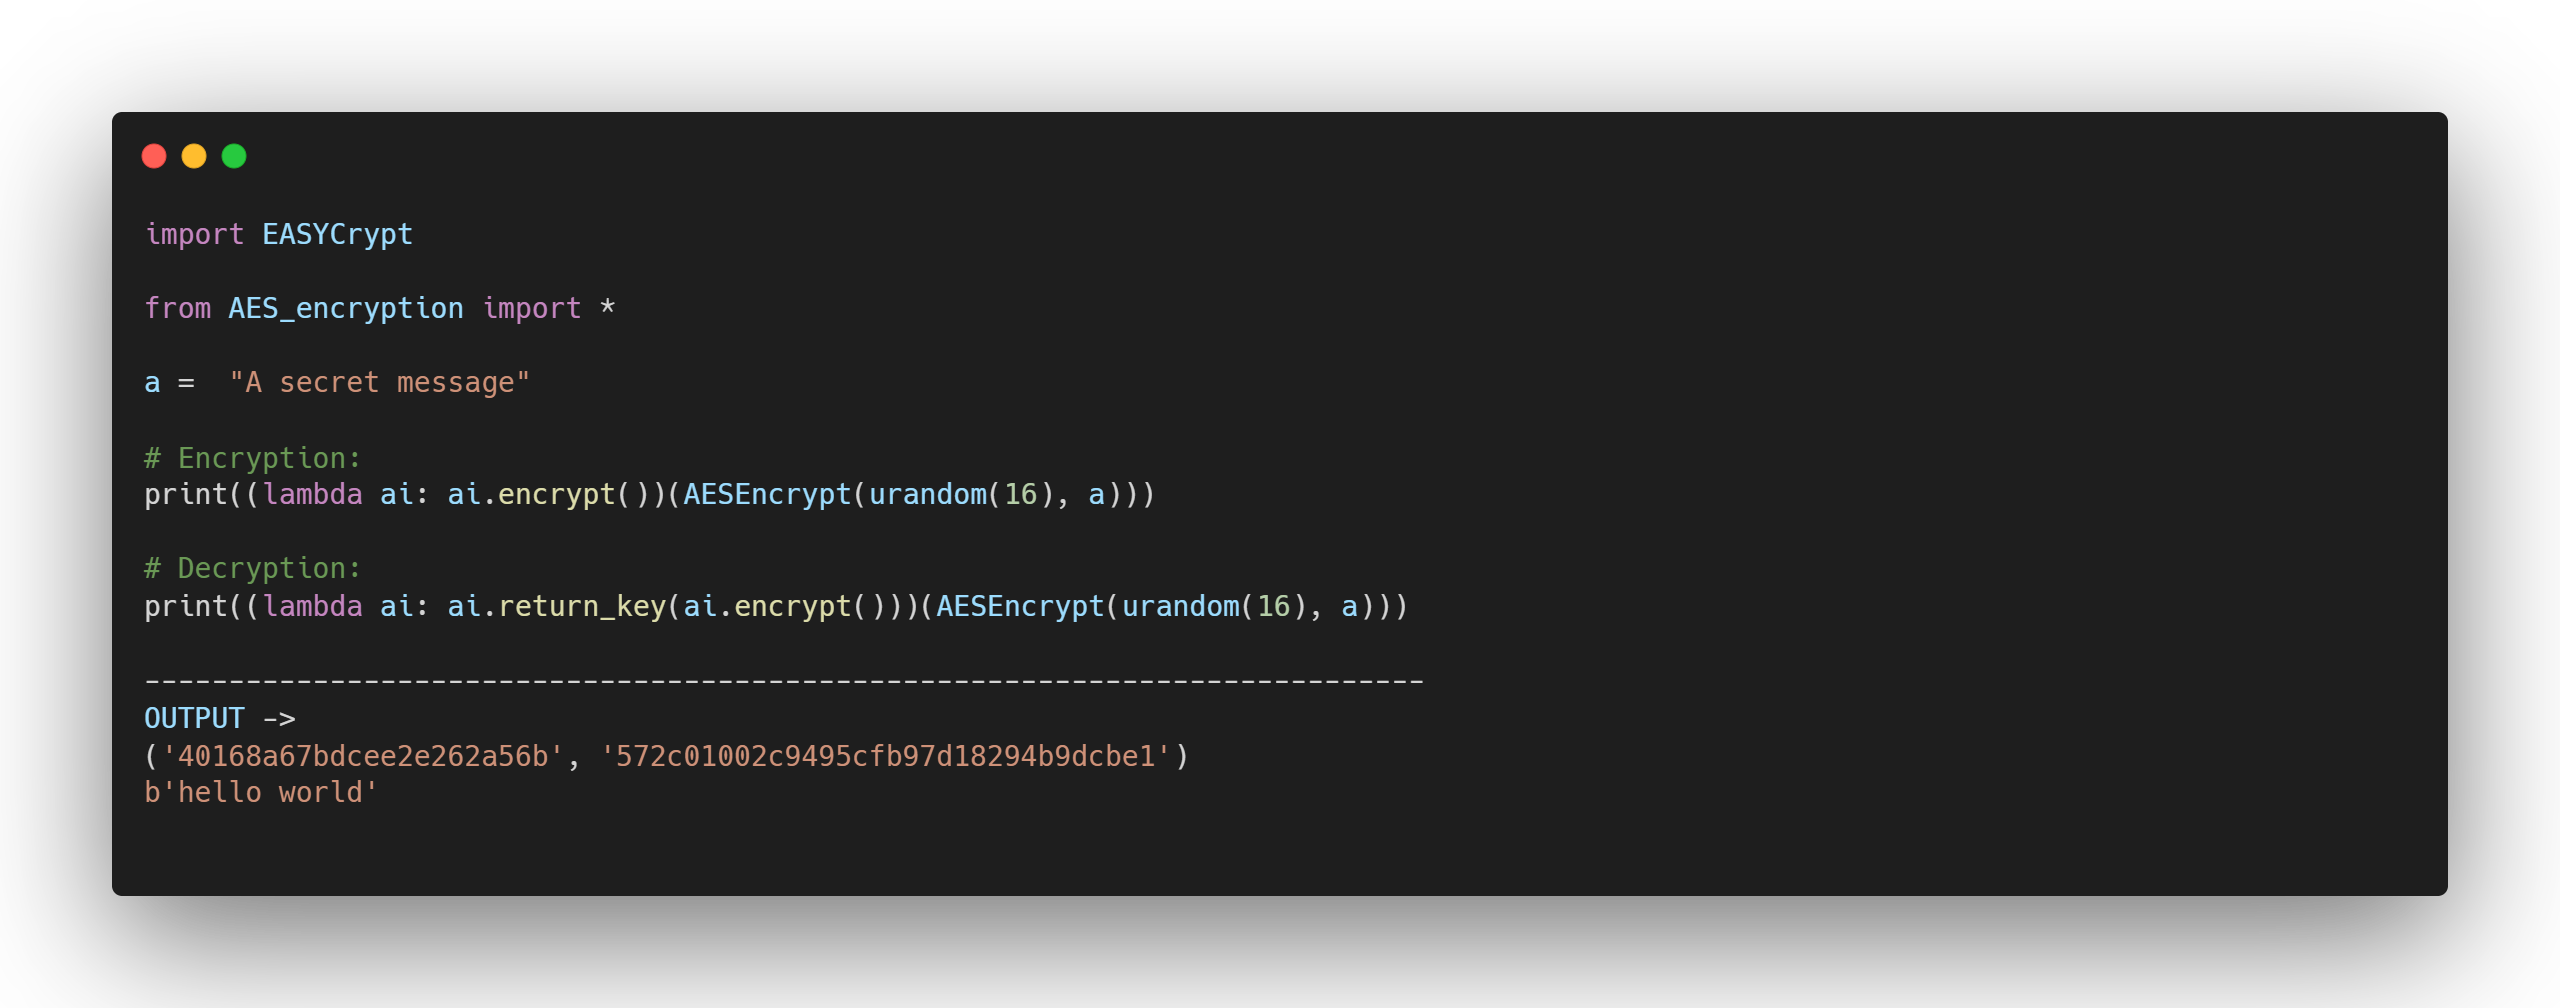 import EASYCrypt
from AES_encryption import *
a =  "A secret message"
# Encryption:
print((lambda ai: ai.encrypt())(AESEncrypt(urandom(16), a)))
# Decryption:
print((lambda ai: ai.return_key(ai.encrypt()))(AESEncrypt(urandom(16), a)))
----------------------------------------------------------------------------
OUTPUT ->
('40168a67bdcee2e262a56b', '572c01002c9495cfb97d18294b9dcbe1')
b'hello world'